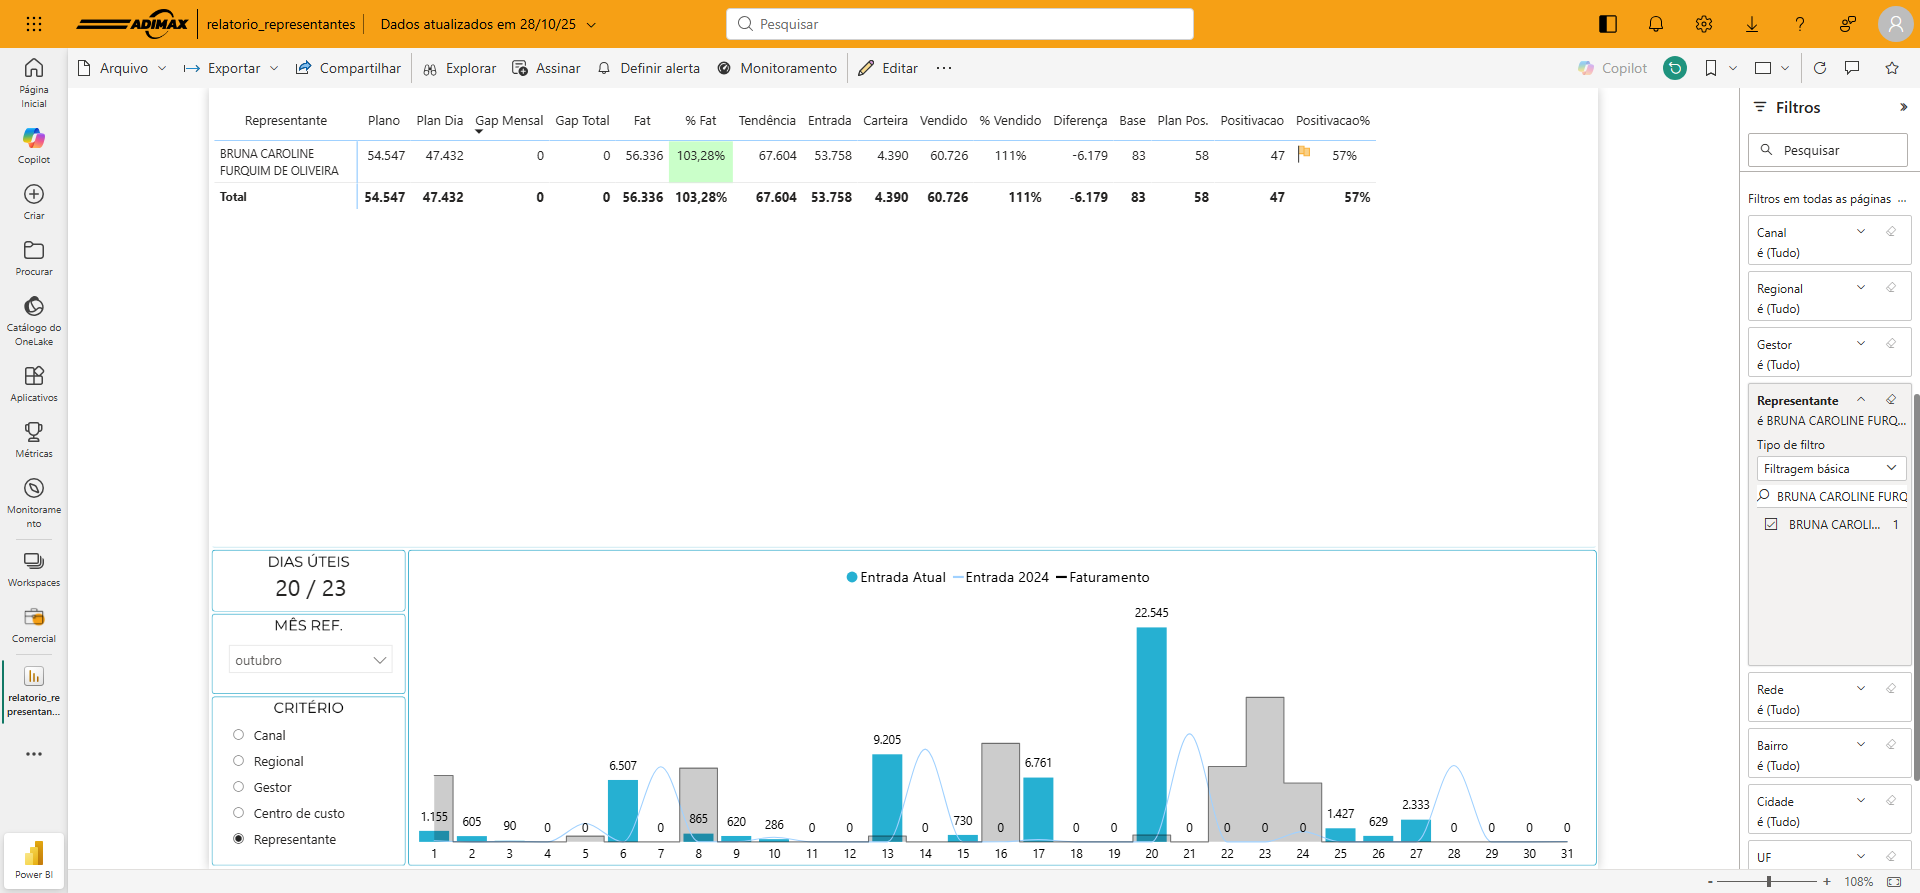 ADIMAX relatorio_representantes Dados atualizados em 28/10/25 Pesquisar
Arquivo Exportar Compartilhar Explorar Assinar Definir alerta Monitoramento Editar ... Copilot
Página Inicial
Copilot
Criar
Procurar
Catálogo do OneLake
Aplicativos
Métricas
Monitorame
nto
Workspaces
Comercial
relatorio_re
presentan...
Power BI
Representante Plano Plan Dia Gap Mensal Gap Total Fat % Fat Tendência Entrada Carteira Vendido % Vendido Diferença Base Plan Pos. Positivacao Positivacao%
BRUNA CAROLINE FURQUIM DE OLIVEIRA 54.547 47.432 0 0 56.336 103,28% 67.604 53.758 4.390 60.726 111% -6.179 83 58 47 57%
Total 54.547 47.432 0 0 56.336 103,28% 67.604 53.758 4.390 60.726 111% -6.179 83 58 47 57%
DIAS ÚTEIS
20 / 23
MÊS REF.
outubro
CRITÉRIO
Canal
Regional
Gestor
Centro de custo
Representante
Entrada Atual Entrada 2024 Faturamento
1.155 605 90 0 0 6.507 0 865 620 286 0 0 9.205 0 730 0 6.761 0 0 22.545 0 0 0 0 1.427 629 2.333 0 0 0 0
1 2 3 4 5 6 7 8 9 10 11 12 13 14 15 16 17 18 19 20 21 22 23 24 25 26 27 28 29 30 31
Filtros
Pesquisar
Filtros em todas as páginas ...
Canal
é (Tudo)
Regional
é (Tudo)
Gestor
é (Tudo)
Representante
é BRUNA CAROLINE FURQ...
Tipo de filtro
Filtragem básica
BRUNA CAROLINE FURQ
BRUNA CAROLI... 1
Rede
é (Tudo)
Bairro
é (Tudo)
Cidade
é (Tudo)
UF
- + 108%